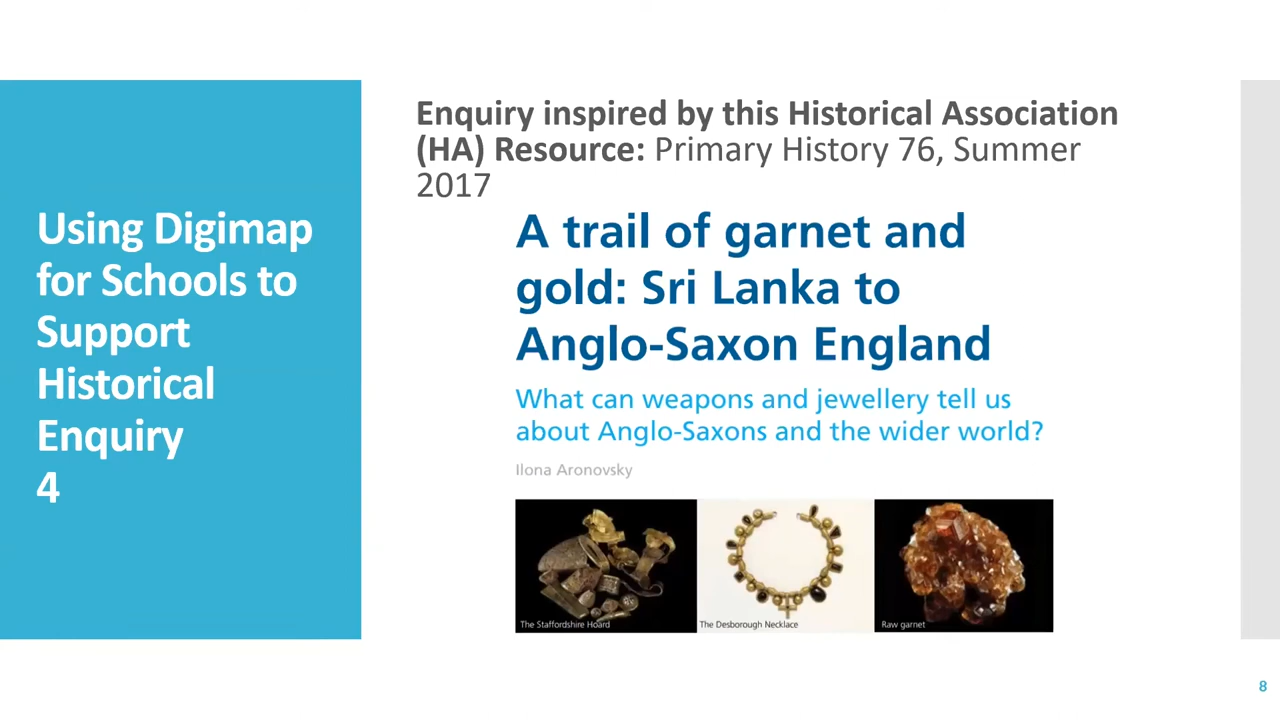 Using Digimap
for Schools to
Support
Historical
Enquiry
4
Enquiry inspired by this Historical Association
(HA) Resource: Primary History 76, Summer
2017
A trail of garnet and
gold: Sri Lanka to
Anglo-Saxon England
What can weapons and jewellery tell us
about Anglo-Saxons and the wider world?
Ilona Aronovsky
The Staffordshire Hoard
The Desborough Necklace
Raw garnet
8